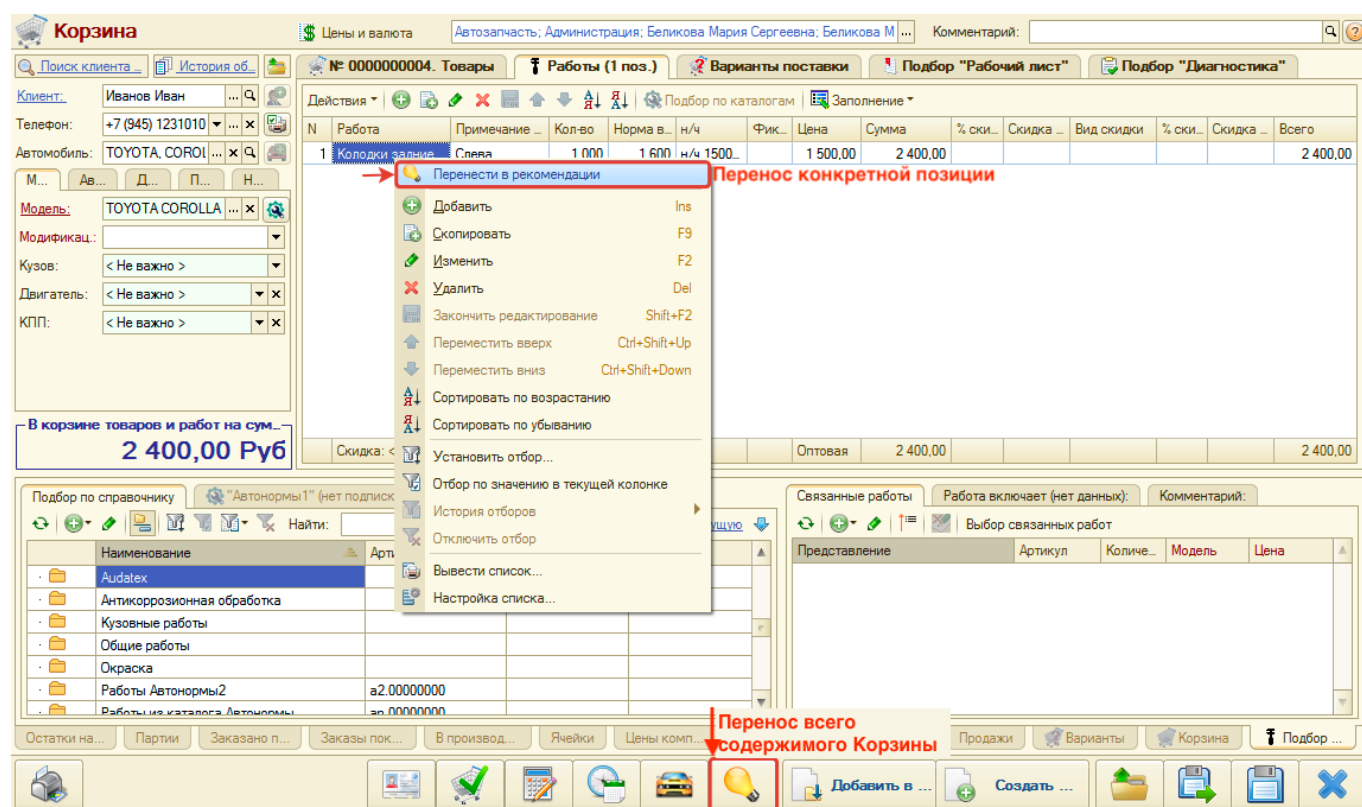 Корзина
Цены и валюта
Автозапчасть; Администрация; Беликова Мария Сергеевна; Беликова М ...
Комментарий:
Поиск клиента ...
История об...
№ 0000000004. Товары
Работы (1 поз.)
Варианты поставки
Подбор "Рабочий лист"
Подбор "Диагностика"
Клиент: Иванов Иван ...
Телефон: +7 (945) 1231010 ... x
Автомобиль: TOYOTA, COROL ... x
М... Ав... Д... П... Н...
Модель: TOYOTA COROLLA ... x
Модификац.:
Кузов: < Не важно >
Двигатель: < Не важно > x
КПП: < Не важно > x
В корзине товаров и работ на сум...
2 400,00 Руб
Действия
Подбор по каталогам
Заполнение
N Работа Примечание ... Кол-во Норма в... н/ч Фик... Цена Сумма % ски... Скидка ... Вид скидки % ски... Скидка ... Всего
1 Колодки задние Слева 1,000 1,600 н/ч 1500... 1 500,00 2 400,00 2 400,00
Перенести в рекомендации
Перенос конкретной позиции
Добавить Ins
Скопировать F9
Изменить F2
Удалить Del
Закончить редактирование Shift+F2
Переместить вверх Ctrl+Shift+Up
Переместить вниз Ctrl+Shift+Down
Сортировать по возрастанию
Сортировать по убыванию
Установить отбор...
Отбор по значению в текущей колонке
История отборов
Отключить отбор
Вывести список...
Настройка списка...
Скидка: < Оптовая 2 400,00 2 400,00
Подбор по справочнику
"Автонормы1" (нет подписк
Найти:
Наименование Арти
Audatex
Антикоррозионная обработка
Кузовные работы
Общие работы
Окраска
Работы Автонормы2 a2.00000000
Работы из каталога Автонормы an.00000000
Связанные работы
Работа включает (нет данных):
Комментарий:
Выбор связанных работ
Представление Артикул Количе... Модель Цена
Перенос всего
содержимого Корзины
Остатки на... Партии Заказано п... Заказы пок... В производ... Ячейки Цены комп... Продажи Варианты Корзина Подбор ...
Добавить в ...
Создать ...